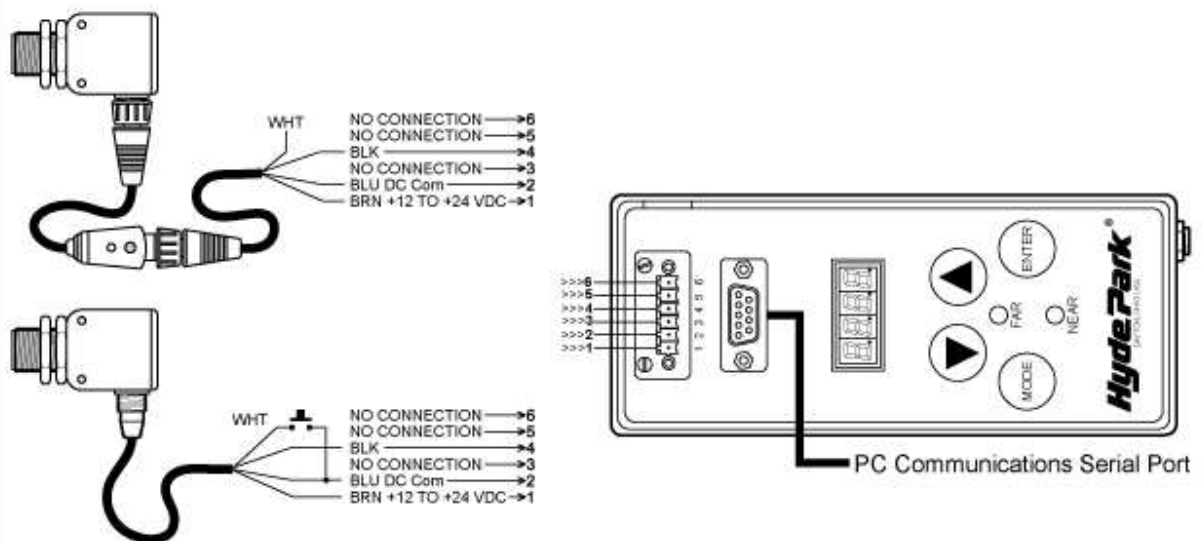 WHT
NO CONNECTION 6
NO CONNECTION 5
BLK 4
NO CONNECTION 3
BLU DC Com 2
BRN +12 TO +24 VDC 1
WHT
NO CONNECTION 6
NO CONNECTION 5
BLK 4
NO CONNECTION 3
BLU DC Com 2
BRN +12 TO +24 VDC 1
>>>6
>>>5
>>>4
>>>3
>>>2
>>>1
6
5
4
3
2
1
ENTER
FAR
NEAR
MODE
HydePark®
PC Communications Serial Port